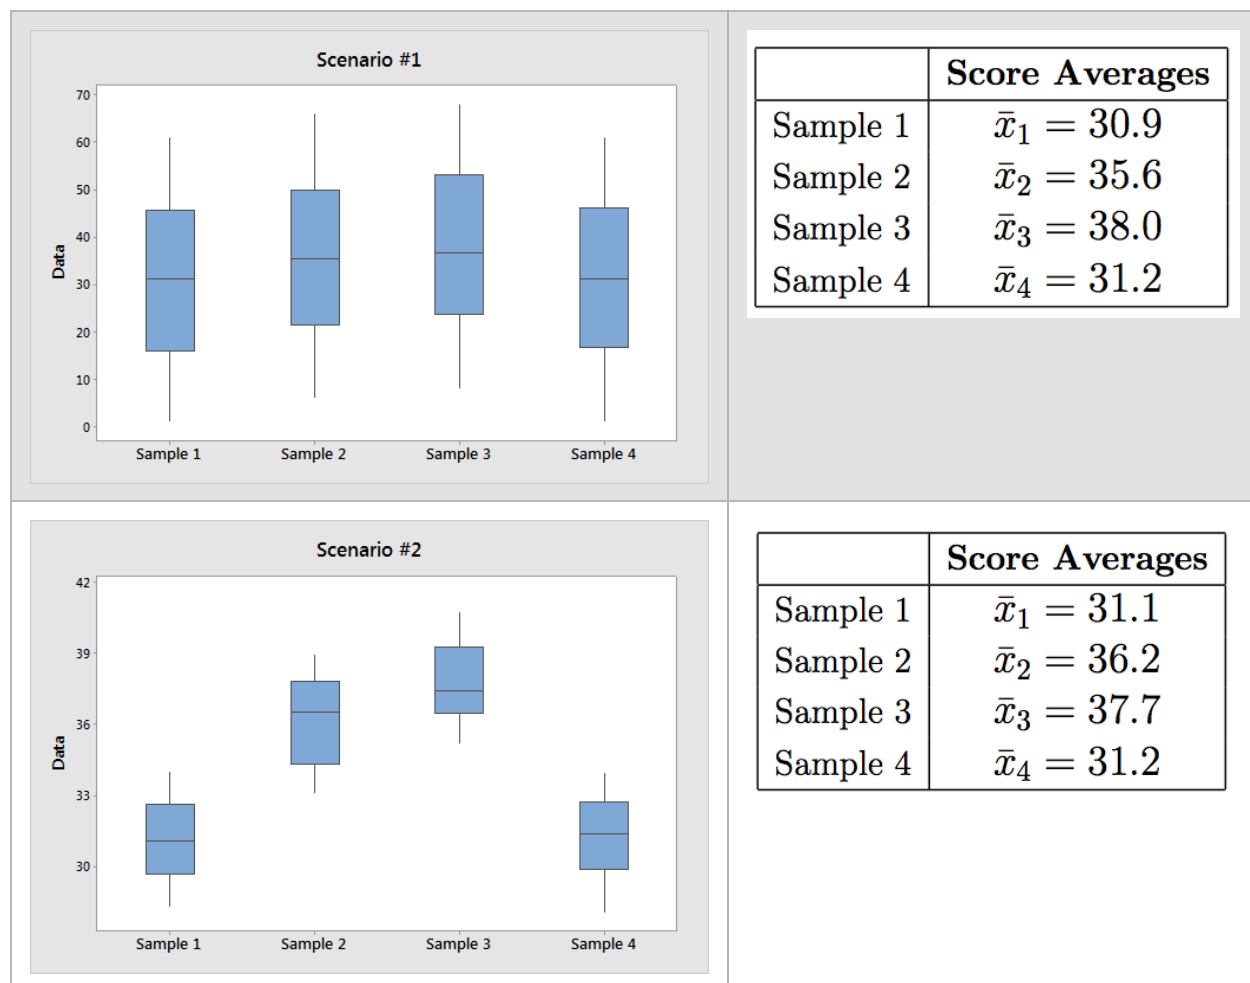 Scenario #1
70
60
50
40
30
20
10
0
Data
Sample 1 Sample 2 Sample 3 Sample 4
Score Averages
Sample 1 x̄₁ = 30.9
Sample 2 x̄₂ = 35.6
Sample 3 x̄₃ = 38.0
Sample 4 x̄₄ = 31.2
Scenario #2
42
39
36
33
30
Data
Sample 1 Sample 2 Sample 3 Sample 4
Score Averages
Sample 1 x̄₁ = 31.1
Sample 2 x̄₂ = 36.2
Sample 3 x̄₃ = 37.7
Sample 4 x̄₄ = 31.2